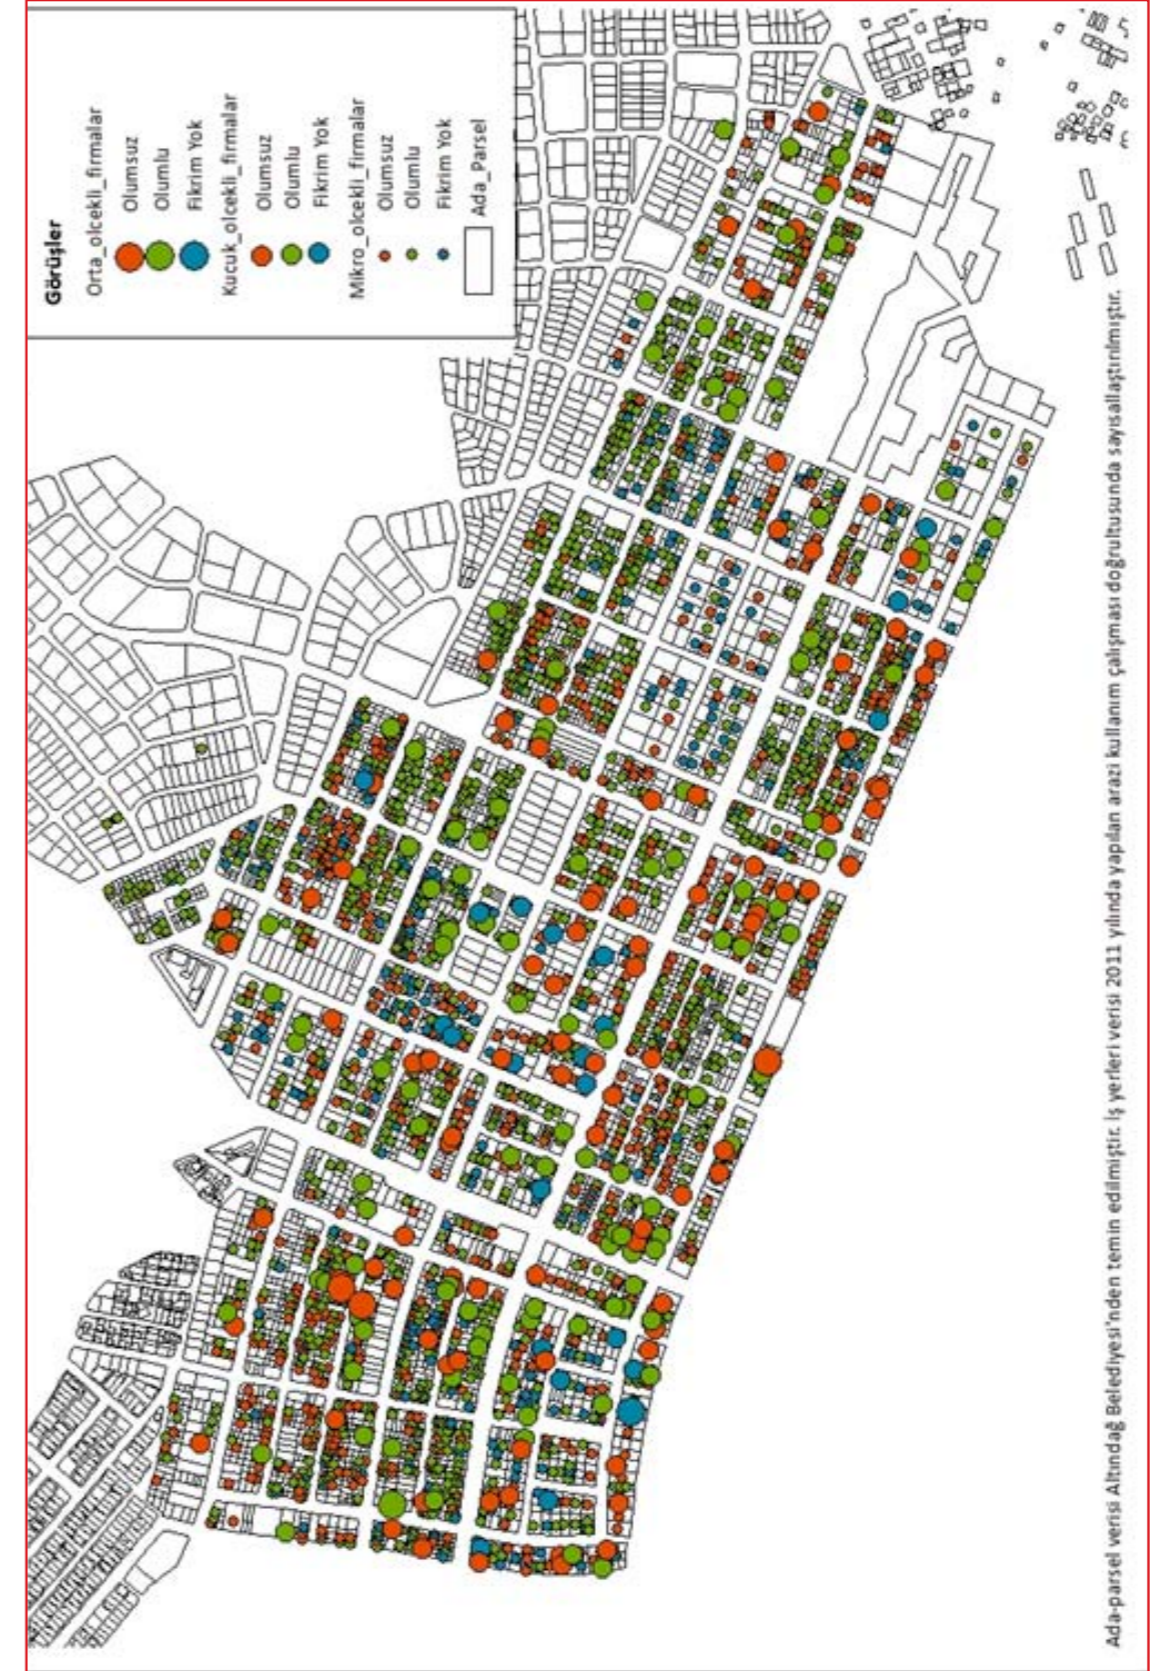 Görüşler
Orta_olcekli_firmalar
Olumsuz
Olumlu
Fikrim Yok
Kucuk_olcekli_firmalar
Olumsuz
Olumlu
Fikrim Yok
Mikro_olcekli_firmalar
Olumsuz
Olumlu
Fikrim Yok
Ada_Parsel
Ada-parsel verisi Altındağ Belediyesi'nden temin edilmiştir. İş yerleri verisi 2011 yılında yapılan arazi kullanım çalışması doğrultusunda sayısallaştırılmıştır.